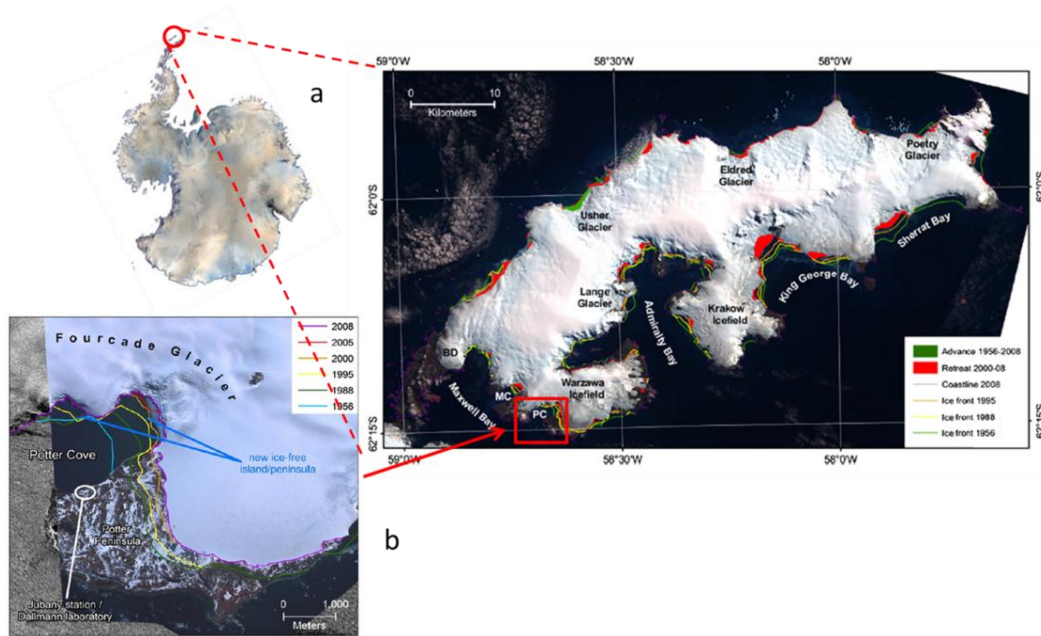 a
59°0'W
58°30'W
58°0'W
0
10
Kilometers
Poetry
Glacier
Eldred
Glacier
62°0'S
62°0'S
Usher
Glacier
Sherrat Bay
King George Bay
Lange
Glacier
Admiralty Bay
Krakow
Icefield
BD
Maxwell Bay
MC
PC
Warzawa
Icefield
Advance 1956-2008
Retreat 2000-08
Coastline 2008
Ice front 1995
Ice front 1988
Ice front 1956
62°15'S
62°15'S
59°0'W
58°30'W
58°0'W
Fourcade Glacier
2008
2005
2000
1995
1988
1956
Potter Cove
new ice-free
island/peninsula
Potter
Peninsula
Jubany station /
Dallmann laboratory
0
1,000
Meters
b